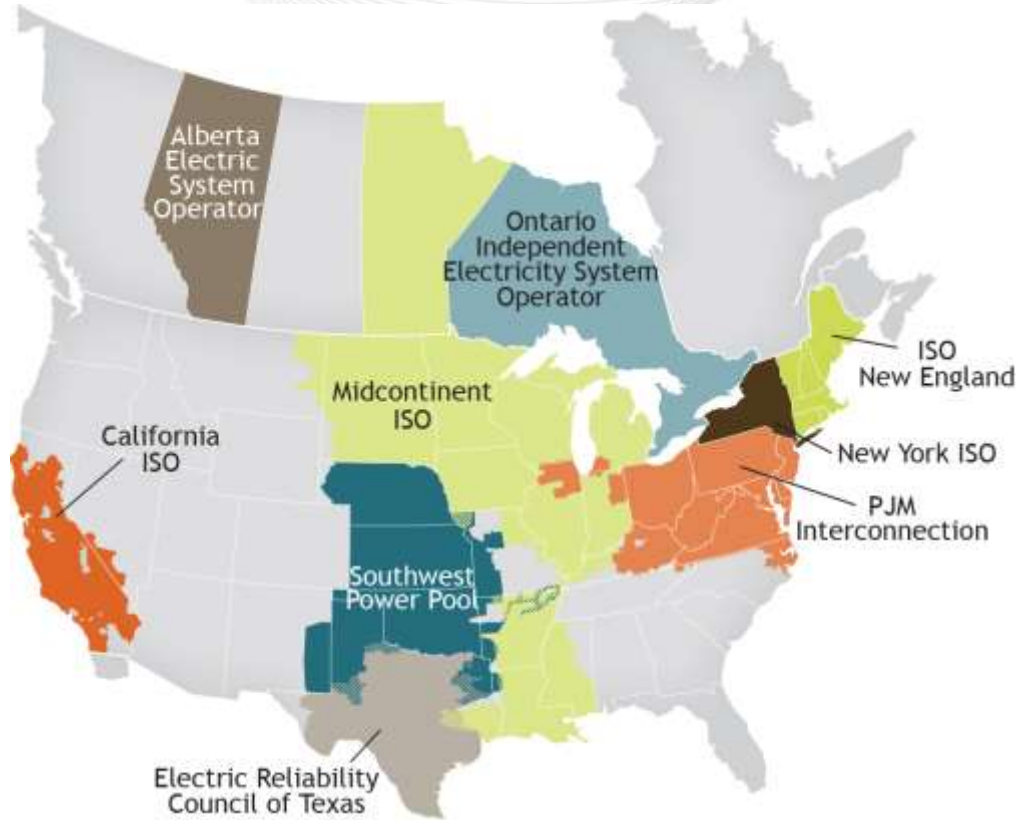 Alberta
Electric
System
Operator
Ontario
Independent
Electricity System
Operator
ISO
New England
Midcontinent
ISO
California
ISO
New York ISO
PJM
Interconnection
Southwest
Power Pool
Electric Reliability
Council of Texas